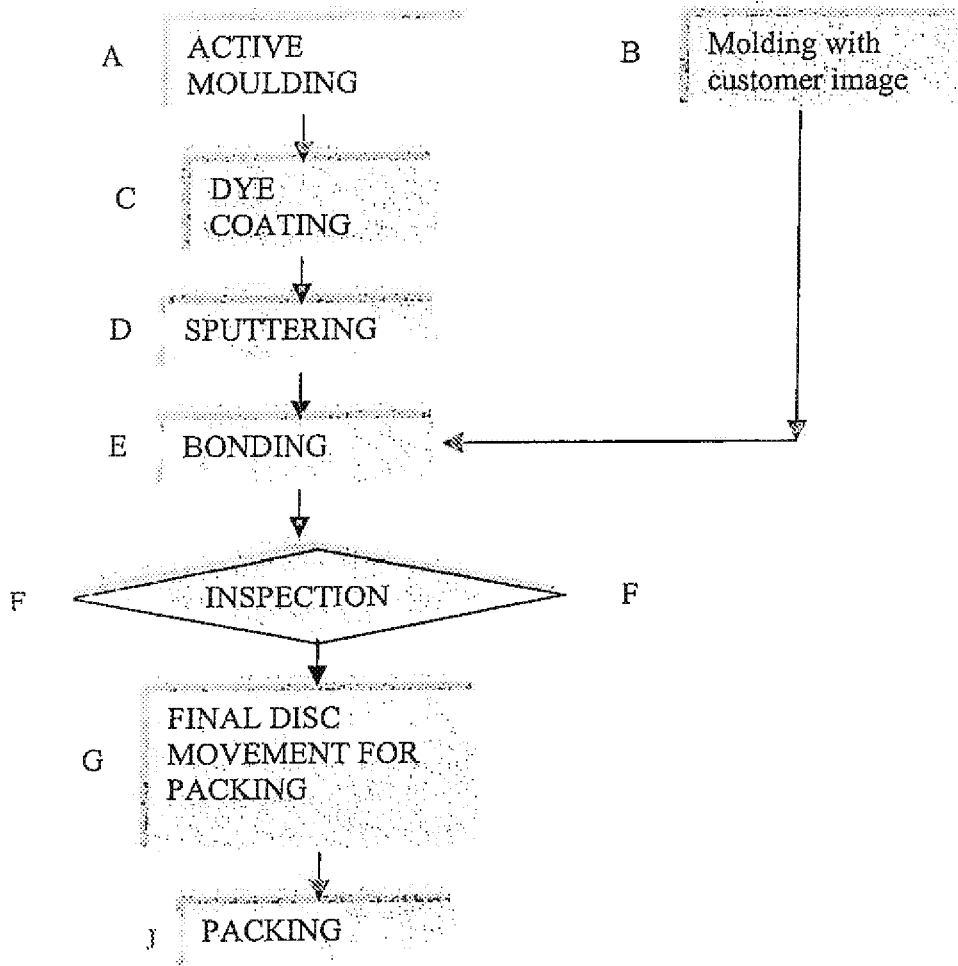 A
ACTIVE
MOULDING
B
Molding with
customer image
C
DYE
COATING
D
SPUTTERING
E
BONDING
F
INSPECTION
F
G
FINAL DISC
MOVEMENT FOR
PACKING
J
PACKING